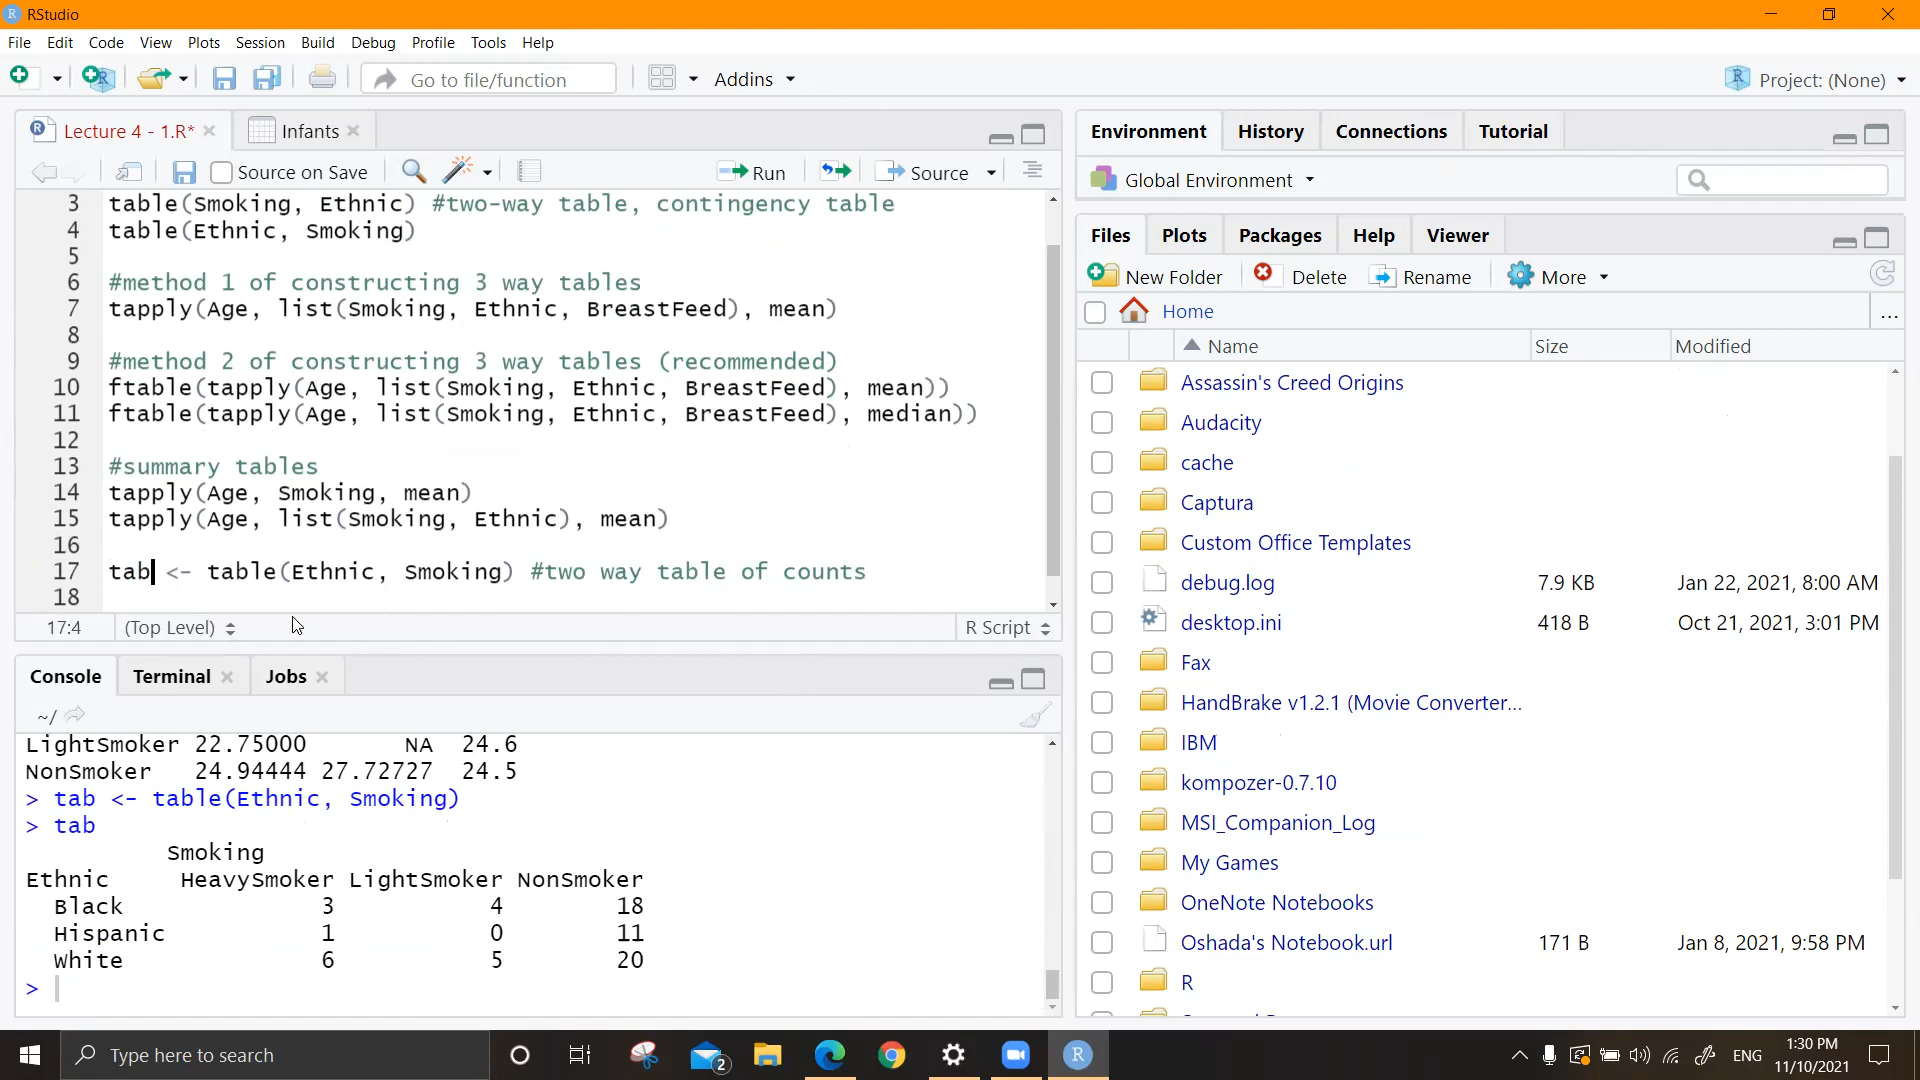 RStudio
File Edit Code View Plots Session Build Debug Profile Tools Help
Go to file/function Addins Project: (None)
Lecture 4 - 1.R* Infants
Source on Save Run Source
3 table(Smoking, Ethnic) #two-way table, contingency table
4 table(Ethnic, Smoking)
5
6 #method 1 of constructing 3 way tables
7 tapply(Age, list(Smoking, Ethnic, BreastFeed), mean)
8
9 #method 2 of constructing 3 way tables (recommended)
10 ftable(tapply(Age, list(Smoking, Ethnic, BreastFeed), mean))
11 ftable(tapply(Age, list(Smoking, Ethnic, BreastFeed), median))
12
13 #summary tables
14 tapply(Age, Smoking, mean)
15 tapply(Age, list(Smoking, Ethnic), mean)
16
17 tab <- table(Ethnic, Smoking) #two way table of counts
18
17:4 (Top Level) R Script
Console Terminal Jobs
~/
LightSmoker 22.75000 NA 24.6
NonSmoker 24.94444 27.72727 24.5
> tab <- table(Ethnic, Smoking)
> tab
Smoking
Ethnic HeavySmoker LightSmoker NonSmoker
Black 3 4 18
Hispanic 1 0 11
White 6 5 20
>
Environment History Connections Tutorial
Global Environment
Files Plots Packages Help Viewer
New Folder Delete Rename More
Home ...
Name Size Modified
Assassin's Creed Origins
Audacity
cache
Captura
Custom Office Templates
debug.log 7.9 KB Jan 22, 2021, 8:00 AM
desktop.ini 418 B Oct 21, 2021, 3:01 PM
Fax
HandBrake v1.2.1 (Movie Converter...
IBM
kompozer-0.7.10
MSI_Companion_Log
My Games
OneNote Notebooks
Oshada's Notebook.url 171 B Jan 8, 2021, 9:58 PM
R
Type here to search
2
ENG
1:30 PM
11/10/2021